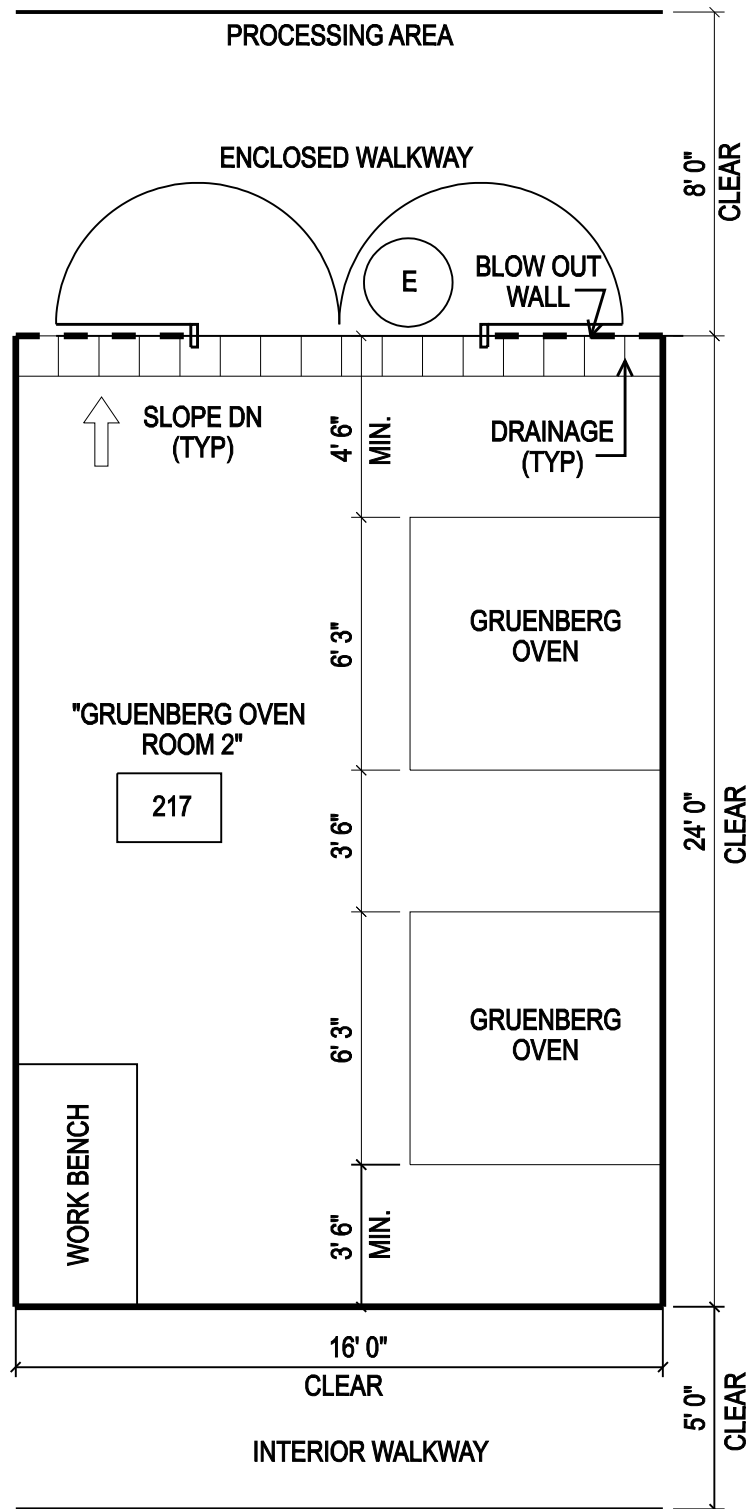 PROCESSING AREA
ENCLOSED WALKWAY
8' 0"
CLEAR
E
BLOW OUT
WALL
SLOPE DN
(TYP)
4' 6"
MIN.
DRAINAGE
(TYP)
6' 3"
GRUENBERG
OVEN
"GRUENBERG OVEN
ROOM 2"
217
3' 6"
24' 0"
CLEAR
6' 3"
GRUENBERG
OVEN
WORK BENCH
3' 6"
MIN.
16' 0"
CLEAR
5' 0"
CLEAR
INTERIOR WALKWAY